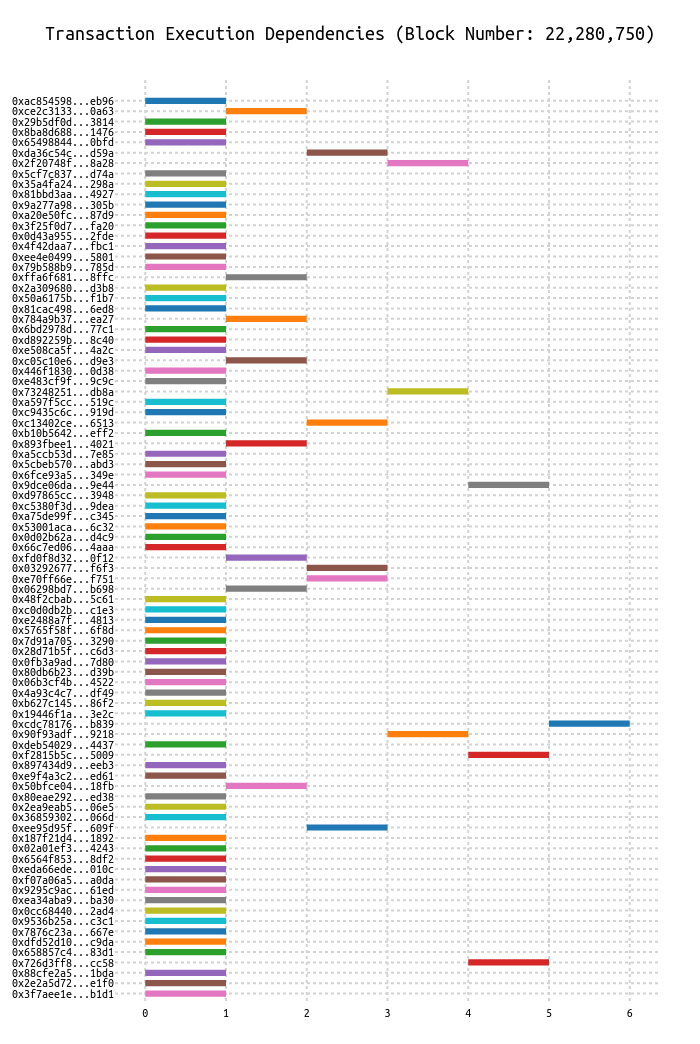 Transaction Execution Dependencies (Block Number: 22,280,750)
0xac854598...eb96
0xce2c3133...0a63
0x29b5df0d...3814
0x8ba8d688...1476
0x65498844...0bfd
0xda36c54c...d59a
0x2f20748f...8a28
0x5cf7c837...d74a
0x35a4fa24...298a
0x81bbd3aa...4927
0x9a277a98...305b
0xa20e50fc...87d9
0x3f25f0d7...fa20
0x0d43a955...2fde
0x4f42daa7...fbc1
0xee4e0499...5801
0x79b588b9...785d
0xffa6f681...8ffc
0x2a309680...d3b8
0x50a6175b...f1b7
0x81cac498...6ed8
0x784a9b37...ea27
0x6bd2978d...77c1
0xd892259b...8c40
0xe508ca5f...4a2c
0xc05c10e6...d9e3
0x446f1830...0d38
0xe483cf9f...9c9c
0x73248251...db8a
0xa597f5cc...519c
0xc9435c6c...919d
0xc13402ce...6513
0xb10b5642...eff2
0x893fbee1...4021
0xa5ccb53d...7e85
0x5cbeb570...abd3
0x6fce93a5...349e
0x9dce06da...9e44
0xd97865cc...3948
0xc5380f3d...9dea
0xa75de99f...c345
0x53001aca...6c32
0x0d02b62a...d4c9
0x66c7ed06...4aaa
0xfd0f8d32...0f12
0x03292677...f6f3
0xe70ff66e...f751
0x06298bd7...b698
0x48f2cbab...5c61
0xc0d0db2b...c1e3
0xe2488a7f...4813
0x5765f58f...6f8d
0x7d91a705...3290
0x28d71b5f...c6d3
0x0fb3a9ad...7d80
0x80db6b23...d39b
0x06b3cf4b...4522
0x4a93c4c7...df49
0xb627c145...86f2
0x19446f1a...3e2c
0xcdc78176...b839
0x90f93adf...9218
0xdeb54029...4437
0xf2815b5c...5009
0x897434d9...eeb3
0xe9f4a3c2...ed61
0x50bfce04...18fb
0x80eae292...ed38
0x2ea9eab5...06e5
0x36859302...066d
0xee95d95f...609f
0x187f21d4...1892
0x02a01ef3...4243
0x6564f853...8df2
0xeda66ede...010c
0xf07a06a5...a0da
0x9295c9ac...61ed
0xea34aba9...ba30
0x0cc68440...2ad4
0x9536b25a...c3c1
0x7876c23a...667e
0xdfd52d10...c9da
0x658857c4...83d1
0x726d3ff8...cc58
0x88cfe2a5...1bda
0x2e2a5d72...e1f0
0x3f7aee1e...b1d1
0 1 2 3 4 5 6